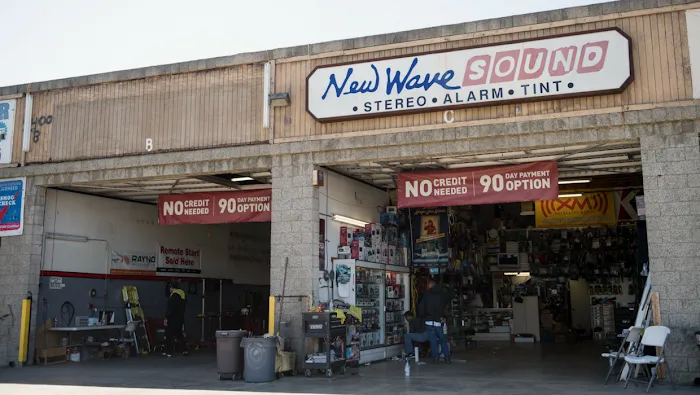 New Wave SOUND
• STEREO • ALARM • TINT •
B
C
NO CREDIT NEEDED 90 DAY PAYMENT OPTION
NO CREDIT NEEDED 90 DAY PAYMENT OPTION
XM
RAYNO
Remote Start
Sold Here